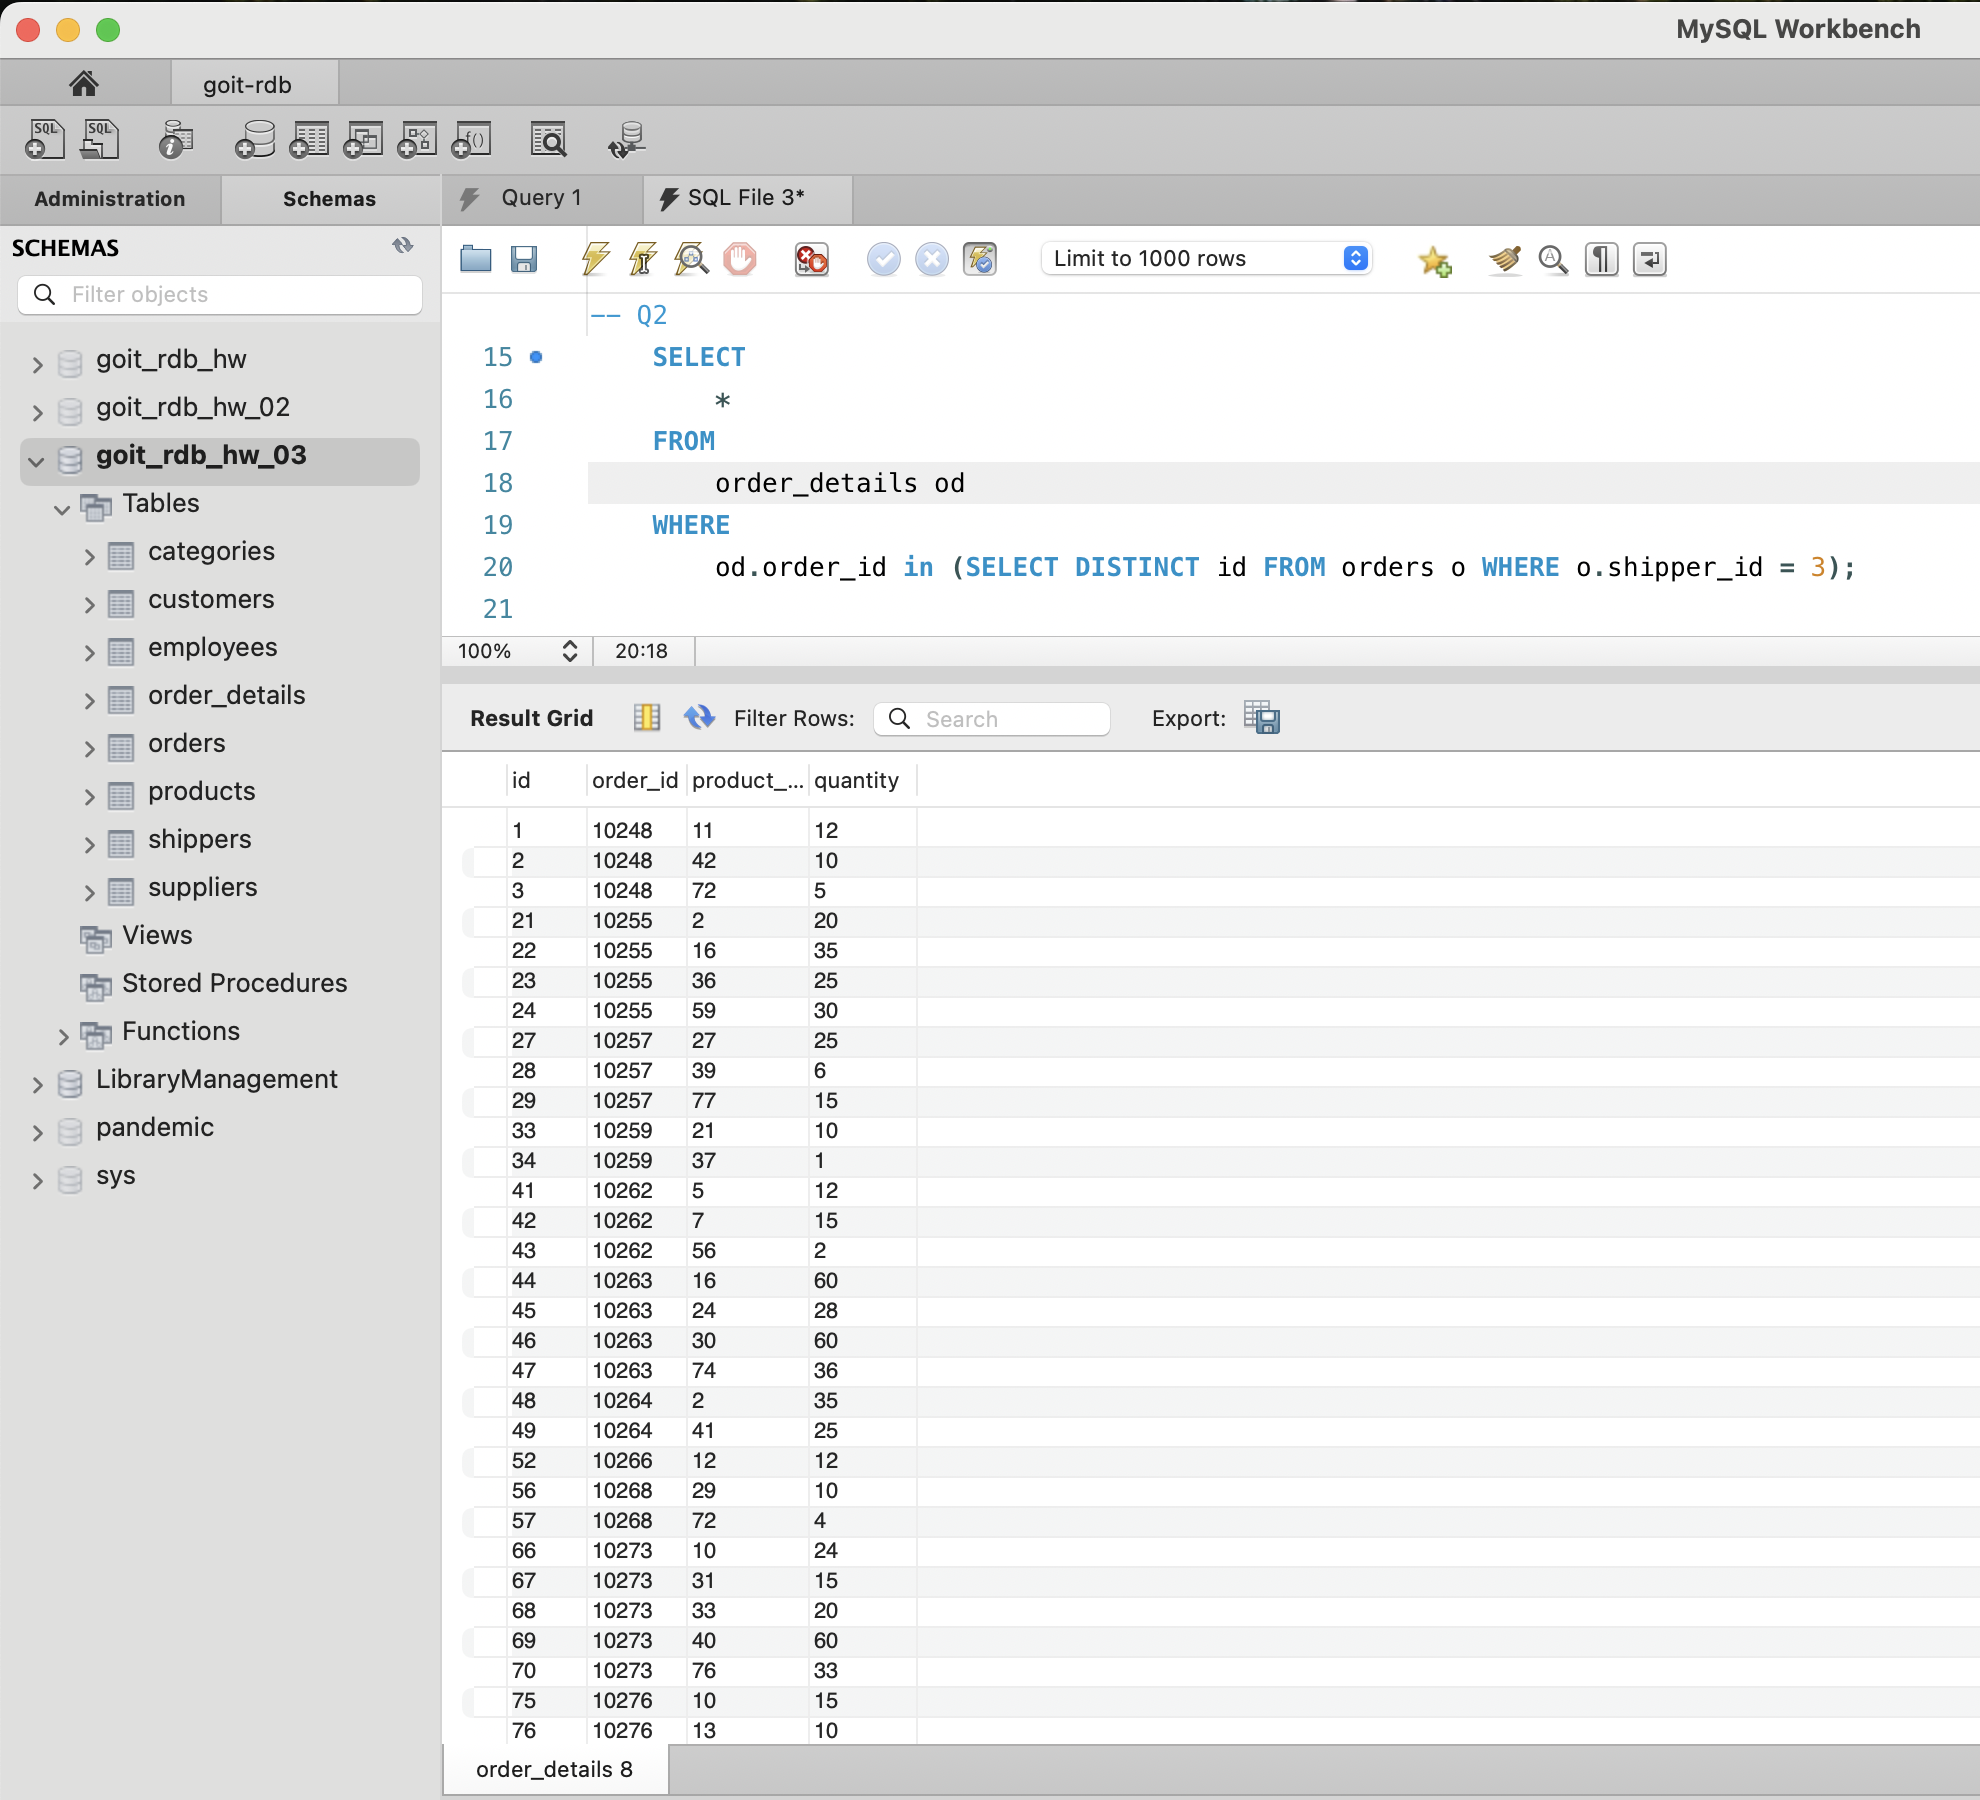 MySQL Workbench
goit-rdb
Administration Schemas Query 1 SQL File 3*
SCHEMAS
Filter objects
goit_rdb_hw
goit_rdb_hw_02
goit_rdb_hw_03
Tables
categories
customers
employees
order_details
orders
products
shippers
suppliers
Views
Stored Procedures
Functions
LibraryManagement
pandemic
sys
Limit to 1000 rows
-- Q2
15 SELECT
16 *
17 FROM
18 order_details od
19 WHERE
20 od.order_id in (SELECT DISTINCT id FROM orders o WHERE o.shipper_id = 3);
21
100% 20:18
Result Grid Filter Rows: Search Export:
id order_id product_... quantity
1 10248 11 12
2 10248 42 10
3 10248 72 5
21 10255 2 20
22 10255 16 35
23 10255 36 25
24 10255 59 30
27 10257 27 25
28 10257 39 6
29 10257 77 15
33 10259 21 10
34 10259 37 1
41 10262 5 12
42 10262 7 15
43 10262 56 2
44 10263 16 60
45 10263 24 28
46 10263 30 60
47 10263 74 36
48 10264 2 35
49 10264 41 25
52 10266 12 12
56 10268 29 10
57 10268 72 4
66 10273 10 24
67 10273 31 15
68 10273 33 20
69 10273 40 60
70 10273 76 33
75 10276 10 15
76 10276 13 10
order_details 8